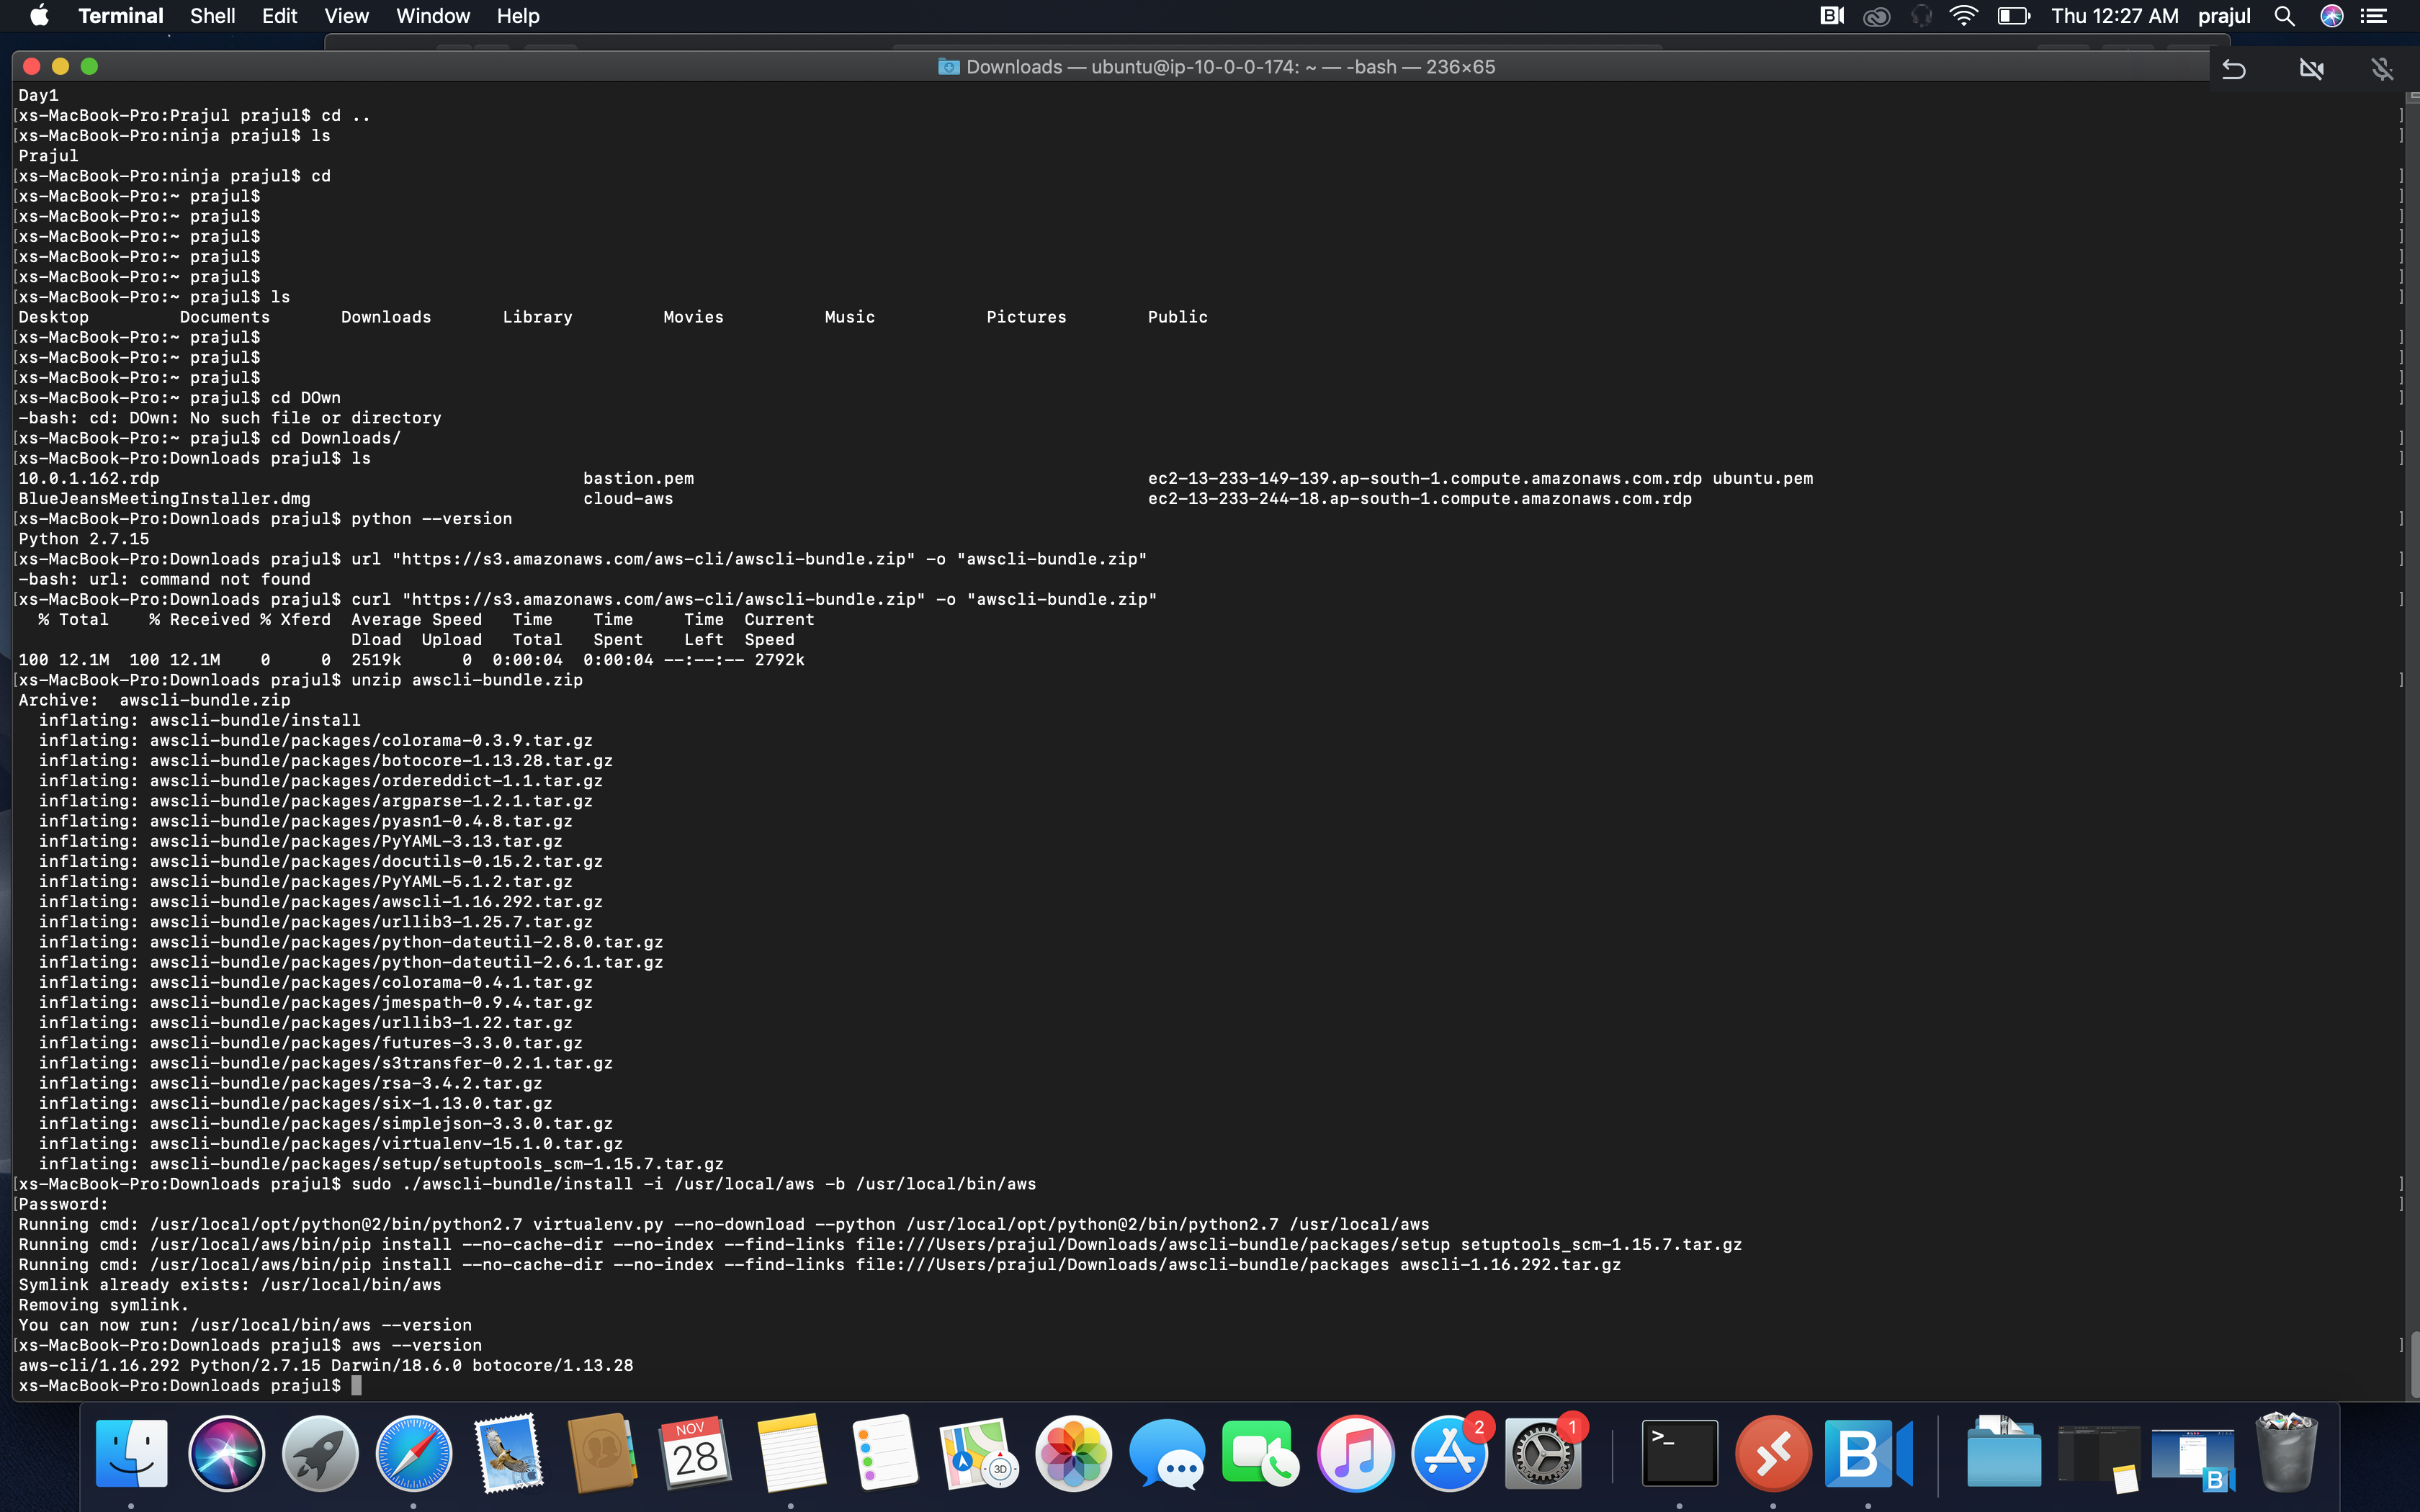 Terminal Shell Edit View Window Help Thu 12:27 AM prajul
Downloads — ubuntu@ip-10-0-0-174: ~ — -bash — 236×65
Day1
[xs-MacBook-Pro:Prajul prajul$ cd .. ]
[xs-MacBook-Pro:ninja prajul$ ls ]
Prajul
[xs-MacBook-Pro:ninja prajul$ cd ]
[xs-MacBook-Pro:~ prajul$ ]
[xs-MacBook-Pro:~ prajul$ ]
[xs-MacBook-Pro:~ prajul$ ]
[xs-MacBook-Pro:~ prajul$ ]
[xs-MacBook-Pro:~ prajul$ ]
[xs-MacBook-Pro:~ prajul$ ls ]
Desktop Documents Downloads Library Movies Music Pictures Public
[xs-MacBook-Pro:~ prajul$ ]
[xs-MacBook-Pro:~ prajul$ ]
[xs-MacBook-Pro:~ prajul$ ]
[xs-MacBook-Pro:~ prajul$ cd DOwn ]
-bash: cd: DOwn: No such file or directory
[xs-MacBook-Pro:~ prajul$ cd Downloads/ ]
[xs-MacBook-Pro:Downloads prajul$ ls ]
10.0.1.162.rdp bastion.pem ec2-13-233-149-139.ap-south-1.compute.amazonaws.com.rdp ubuntu.pem
BlueJeansMeetingInstaller.dmg cloud-aws ec2-13-233-244-18.ap-south-1.compute.amazonaws.com.rdp
[xs-MacBook-Pro:Downloads prajul$ python --version ]
Python 2.7.15
[xs-MacBook-Pro:Downloads prajul$ url "https://s3.amazonaws.com/aws-cli/awscli-bundle.zip" -o "awscli-bundle.zip" ]
-bash: url: command not found
[xs-MacBook-Pro:Downloads prajul$ curl "https://s3.amazonaws.com/aws-cli/awscli-bundle.zip" -o "awscli-bundle.zip" ]
% Total % Received % Xferd Average Speed Time Time Time Current
Dload Upload Total Spent Left Speed
100 12.1M 100 12.1M 0 0 2519k 0 0:00:04 0:00:04 --:--:-- 2792k
[xs-MacBook-Pro:Downloads prajul$ unzip awscli-bundle.zip ]
Archive: awscli-bundle.zip
inflating: awscli-bundle/install
inflating: awscli-bundle/packages/colorama-0.3.9.tar.gz
inflating: awscli-bundle/packages/botocore-1.13.28.tar.gz
inflating: awscli-bundle/packages/ordereddict-1.1.tar.gz
inflating: awscli-bundle/packages/argparse-1.2.1.tar.gz
inflating: awscli-bundle/packages/pyasn1-0.4.8.tar.gz
inflating: awscli-bundle/packages/PyYAML-3.13.tar.gz
inflating: awscli-bundle/packages/docutils-0.15.2.tar.gz
inflating: awscli-bundle/packages/PyYAML-5.1.2.tar.gz
inflating: awscli-bundle/packages/awscli-1.16.292.tar.gz
inflating: awscli-bundle/packages/urllib3-1.25.7.tar.gz
inflating: awscli-bundle/packages/python-dateutil-2.8.0.tar.gz
inflating: awscli-bundle/packages/python-dateutil-2.6.1.tar.gz
inflating: awscli-bundle/packages/colorama-0.4.1.tar.gz
inflating: awscli-bundle/packages/jmespath-0.9.4.tar.gz
inflating: awscli-bundle/packages/urllib3-1.22.tar.gz
inflating: awscli-bundle/packages/futures-3.3.0.tar.gz
inflating: awscli-bundle/packages/s3transfer-0.2.1.tar.gz
inflating: awscli-bundle/packages/rsa-3.4.2.tar.gz
inflating: awscli-bundle/packages/six-1.13.0.tar.gz
inflating: awscli-bundle/packages/simplejson-3.3.0.tar.gz
inflating: awscli-bundle/packages/virtualenv-15.1.0.tar.gz
inflating: awscli-bundle/packages/setup/setuptools_scm-1.15.7.tar.gz
[xs-MacBook-Pro:Downloads prajul$ sudo ./awscli-bundle/install -i /usr/local/aws -b /usr/local/bin/aws ]
[Password: ]
Running cmd: /usr/local/opt/python@2/bin/python2.7 virtualenv.py --no-download --python /usr/local/opt/python@2/bin/python2.7 /usr/local/aws
Running cmd: /usr/local/aws/bin/pip install --no-cache-dir --no-index --find-links file:///Users/prajul/Downloads/awscli-bundle/packages/setup setuptools_scm-1.15.7.tar.gz
Running cmd: /usr/local/aws/bin/pip install --no-cache-dir --no-index --find-links file:///Users/prajul/Downloads/awscli-bundle/packages awscli-1.16.292.tar.gz
Symlink already exists: /usr/local/bin/aws
Removing symlink.
You can now run: /usr/local/bin/aws --version
[xs-MacBook-Pro:Downloads prajul$ aws --version ]
aws-cli/1.16.292 Python/2.7.15 Darwin/18.6.0 botocore/1.13.28
xs-MacBook-Pro:Downloads prajul$
NOV
28
3D
2
1
>_
B
B